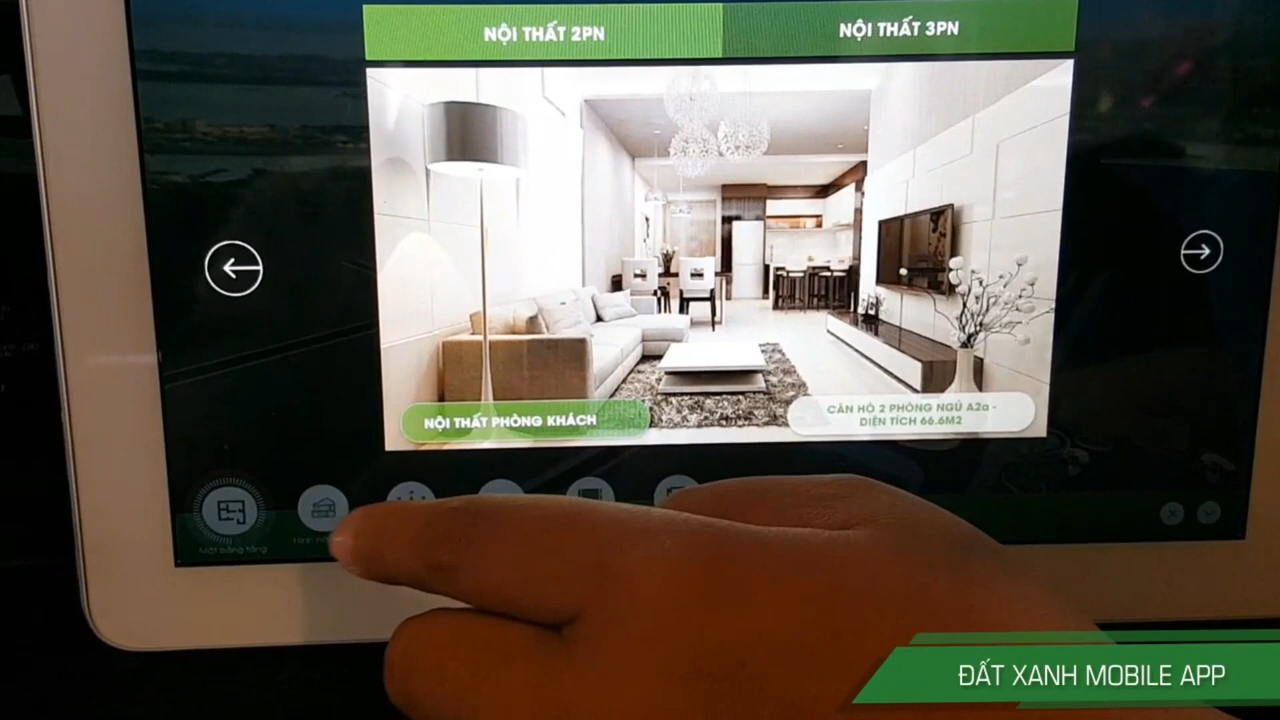 NỘI THẤT 2PN
NỘI THẤT 3PN
NỘI THẤT PHÒNG KHÁCH
CĂN HỘ 2 PHÒNG NGỦ A2a -
DIỆN TÍCH 66.6M2
Mặt bằng tầng
ĐẤT XANH MOBILE APP